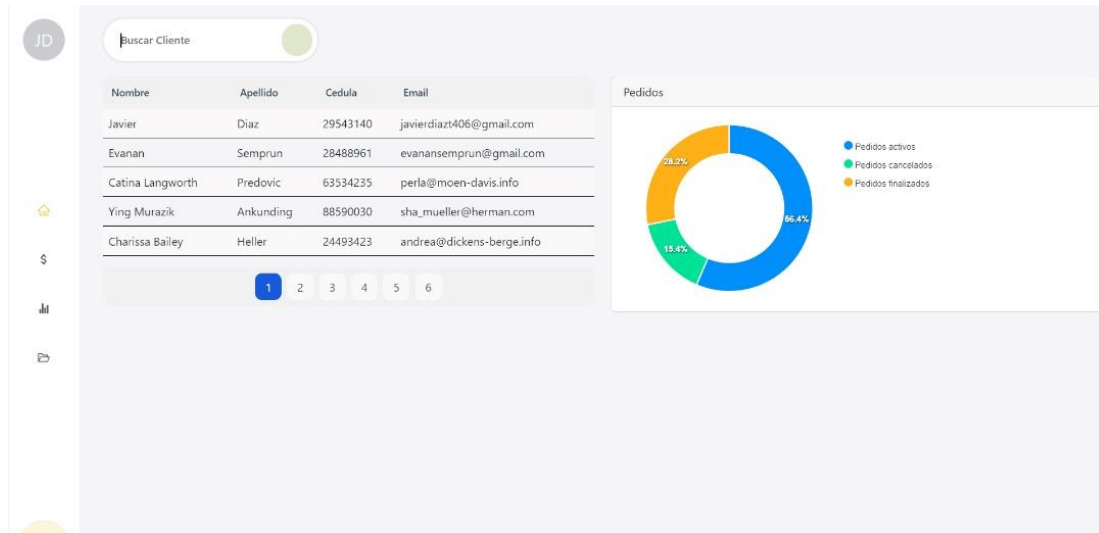 JD
Buscar Cliente
Nombre Apellido Cedula Email
Javier Diaz 29543140 javierdiazt406@gmail.com
Evanan Semprun 28488961 evanansemprun@gmail.com
Catina Langworth Predovic 63534235 perla@moen-davis.info
Ying Murazik Ankunding 88590030 sha_mueller@herman.com
Charissa Bailey Heller 24493423 andrea@dickens-berge.info
1 2 3 4 5 6
Pedidos
28.2%
56.4%
15.4%
Pedidos activos
Pedidos cancelados
Pedidos finalizados
$